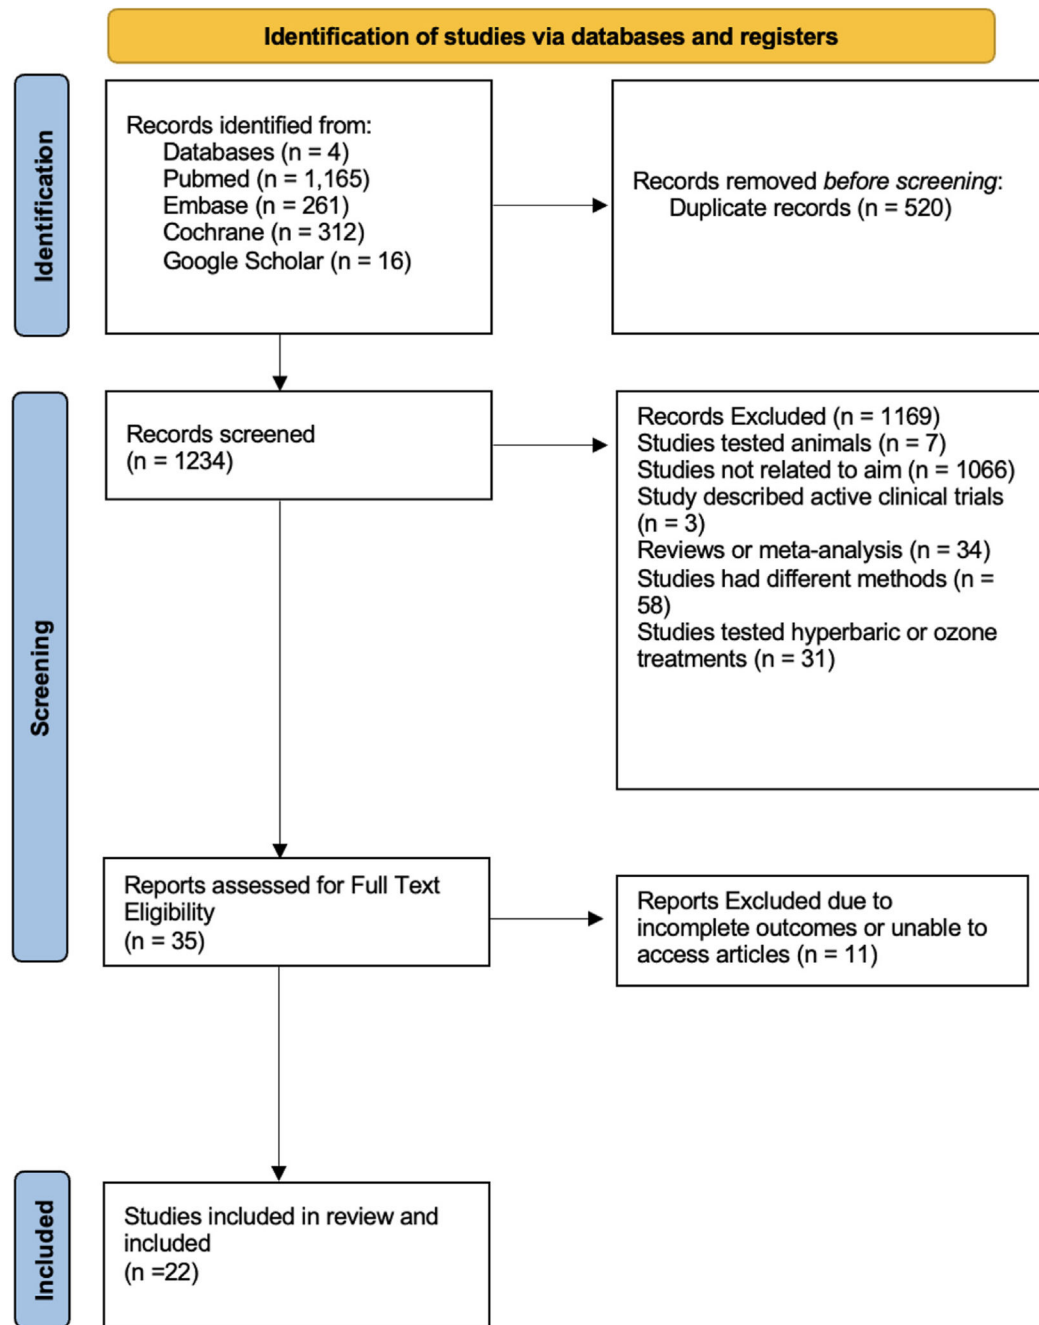 Identification of studies via databases and registers
Identification
Records identified from:
Databases (n = 4)
Pubmed (n = 1,165)
Embase (n = 261)
Cochrane (n = 312)
Google Scholar (n = 16)
Records removed before screening:
Duplicate records (n = 520)
Screening
Records screened
(n = 1234)
Records Excluded (n = 1169)
Studies tested animals (n = 7)
Studies not related to aim (n = 1066)
Study described active clinical trials
(n = 3)
Reviews or meta-analysis (n = 34)
Studies had different methods (n =
58)
Studies tested hyperbaric or ozone
treatments (n = 31)
Reports assessed for Full Text
Eligibility
(n = 35)
Reports Excluded due to
incomplete outcomes or unable to
access articles (n = 11)
Included
Studies included in review and
included
(n =22)